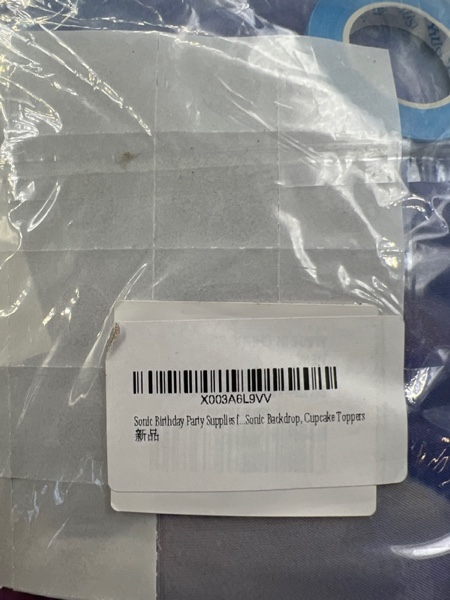 X003A6L9VV
Sonic Birthday Party Supplies f...Sonic Backdrop, Cupcake Toppers
新品